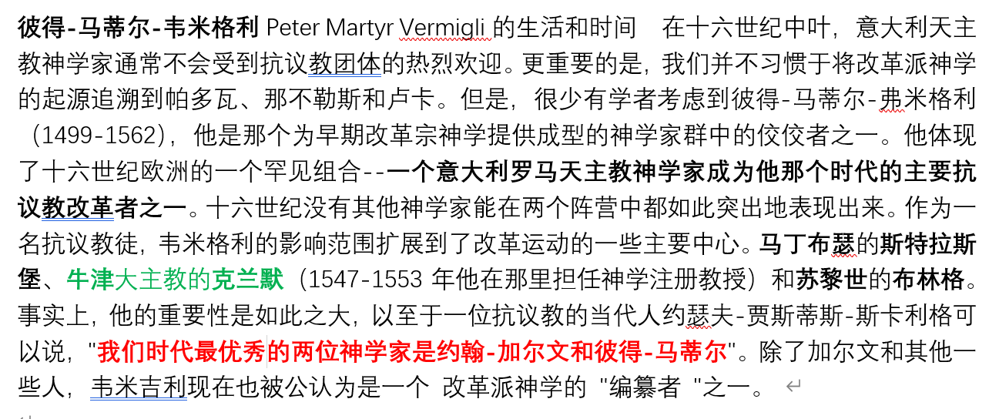 彼得-马蒂尔-韦米格利 Peter Martyr Vermigli 的生活和时间　在十六世纪中叶，意大利天主
教神学家通常不会受到抗议教团体的热烈欢迎。更重要的是，我们并不习惯于将改革派神学
的起源追溯到帕多瓦、那不勒斯和卢卡。但是，很少有学者考虑到彼得-马蒂尔-弗米格利
（1499-1562），他是那个为早期改革宗神学提供成型的神学家群中的佼佼者之一。他体现
了十六世纪欧洲的一个罕见组合--一个意大利罗马天主教神学家成为他那个时代的主要抗
议教改革者之一。十六世纪没有其他神学家能在两个阵营中都如此突出地表现出来。作为一
名抗议教徒，韦米格利的影响范围扩展到了改革运动的一些主要中心。马丁布瑟的斯特拉斯
堡、牛津大主教的克兰默（1547-1553 年他在那里担任神学注册教授）和苏黎世的布林格。
事实上，他的重要性是如此之大，以至于一位抗议教的当代人约瑟夫-贾斯蒂斯-斯卡利格可
以说，"我们时代最优秀的两位神学家是约翰-加尔文和彼得-马蒂尔"。除了加尔文和其他一
些人，韦米吉利现在也被公认为是一个 改革派神学的 "编纂者 "之一。